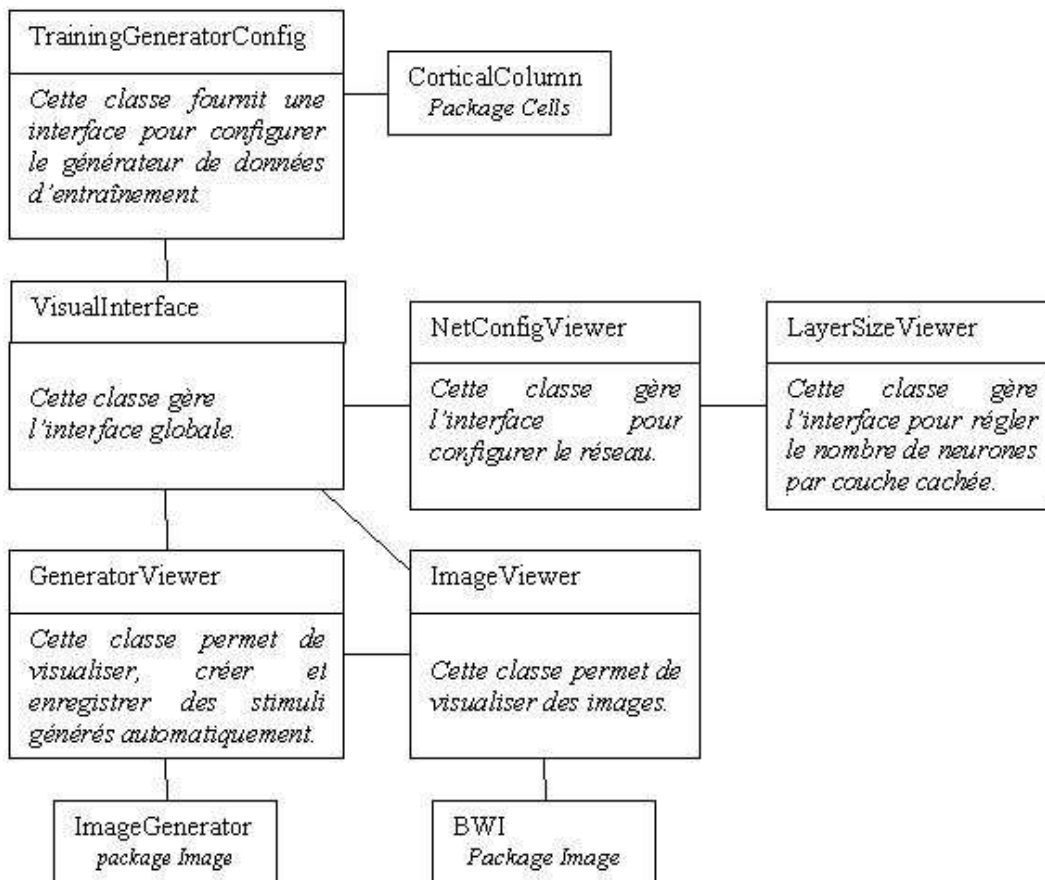 TrainingGeneratorConfig
Cette classe fournit une
interface pour configurer
le générateur de données
d'entraînement.
CorticalColumn
Package Cells
VisualInterface
Cette classe gère
l'interface globale.
NetConfigViewer
Cette classe gère
l'interface pour
configurer le réseau.
LayerSizeViewer
Cette classe gère
l'interface pour régler
le nombre de neurones
par couche cachée.
GeneratorViewer
Cette classe permet de
visualiser, créer et
enregistrer des stimuli
générés automatiquement.
ImageViewer
Cette classe permet de
visualiser des images.
ImageGenerator
package Image
BWI
Package Image